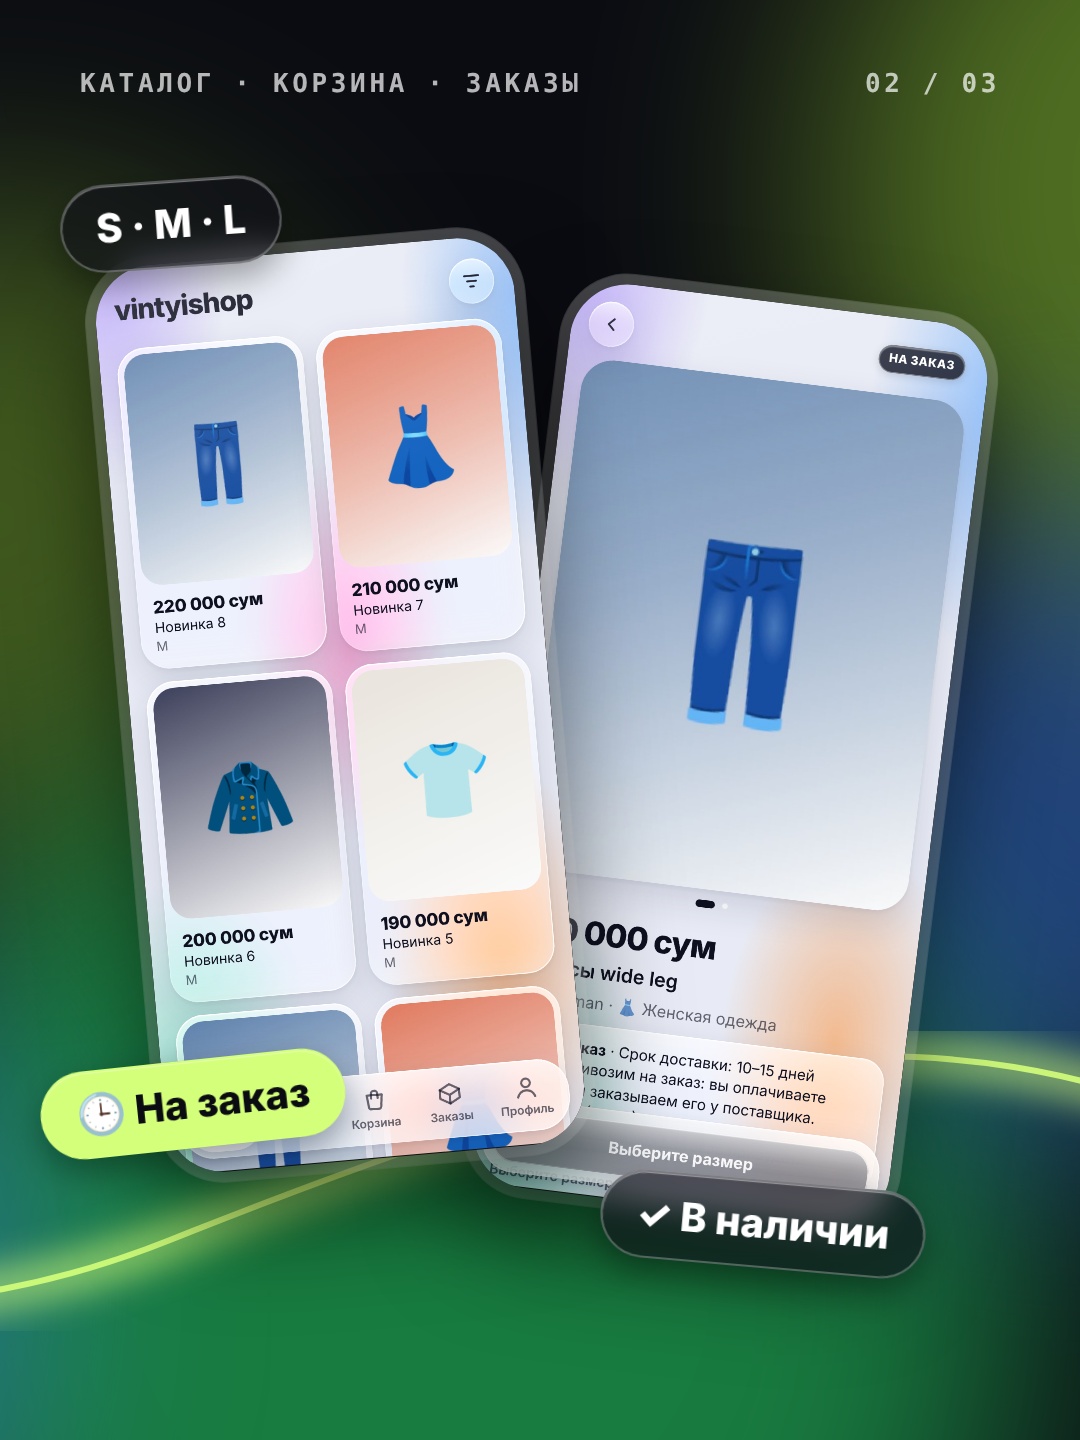 КАТАЛОГ · КОРЗИНА · ЗАКАЗЫ
02 / 03
S · M · L
vintyishop
220 000 сум
Новинка 8
M
210 000 сум
Новинка 7
M
200 000 сум
Новинка 6
M
190 000 сум
Новинка 5
M
Корзина
Заказы
Профиль
🕒 На заказ
НА ЗАКАЗ
000 сум
wide leg
· 👗 Женская одежда
· Срок доставки: 10–15 дней
на заказ: вы оплачиваете
заказываем его у поставщика.
Выберите размер
Выберите размер
✓ В наличии